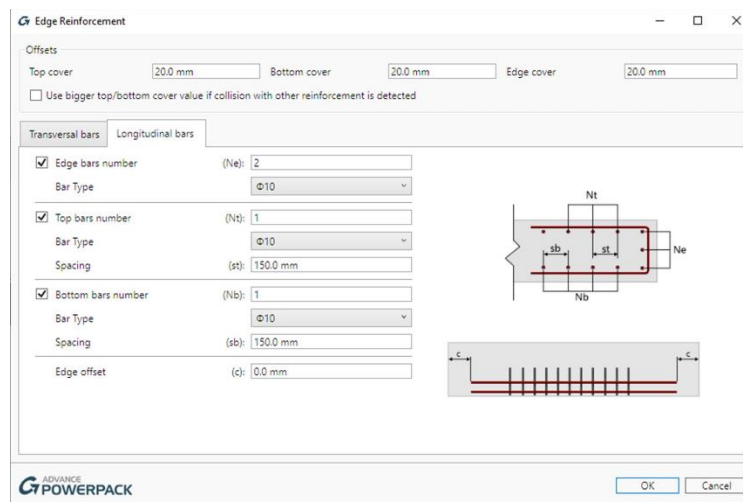 Edge Reinforcement
Offsets
Top cover 20.0 mm Bottom cover 20.0 mm Edge cover 20.0 mm
Use bigger top/bottom cover value if collision with other reinforcement is detected
Transversal bars Longitudinal bars
Edge bars number (Ne): 2
Bar Type Φ10
Top bars number (Nt): 1
Bar Type Φ10
Spacing (st): 150.0 mm
Bottom bars number (Nb): 1
Bar Type Φ10
Spacing (sb): 150.0 mm
Edge offset (c): 0.0 mm
Nt
sb st
Ne
Nb
c c
ADVANCE
POWERPACK
OK Cancel